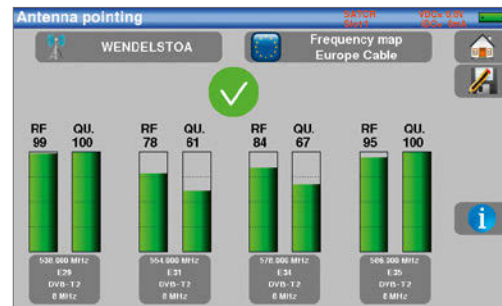 Antenna pointing
WENDELSTOA
Frequency map
Europe Cable
RF QU. RF QU. RF QU. RF QU.
99 100 78 61 84 67 95 100
538.000 MHz 554.000 MHz 578.000 MHz 586.000 MHz
E29 E31 E34 E35
DVB-T2 DVB-T2 DVB-T2 DVB-T2
8 MHz 8 MHz 8 MHz 8 MHz
i